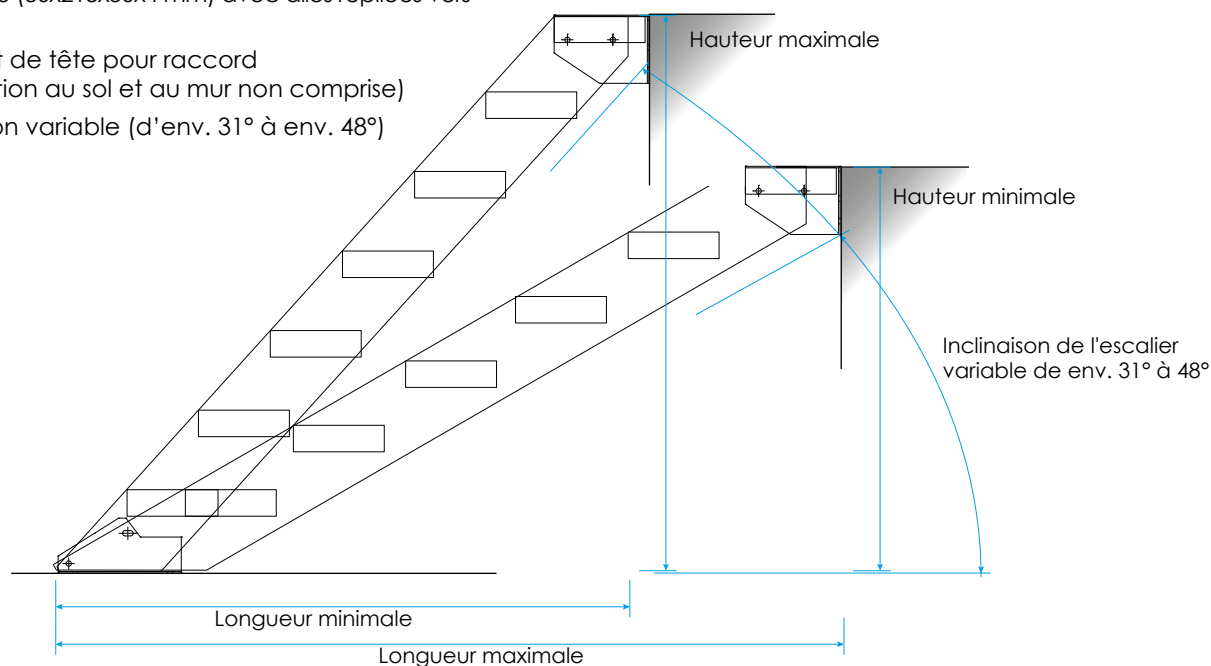 t de tête pour raccord
tion au sol et au mur non comprise)
on variable (d’env. 31° à env. 48°)
Hauteur maximale
Hauteur minimale
Inclinaison de l'escalier
variable de env. 31° à 48°
Longueur minimale
Longueur maximale